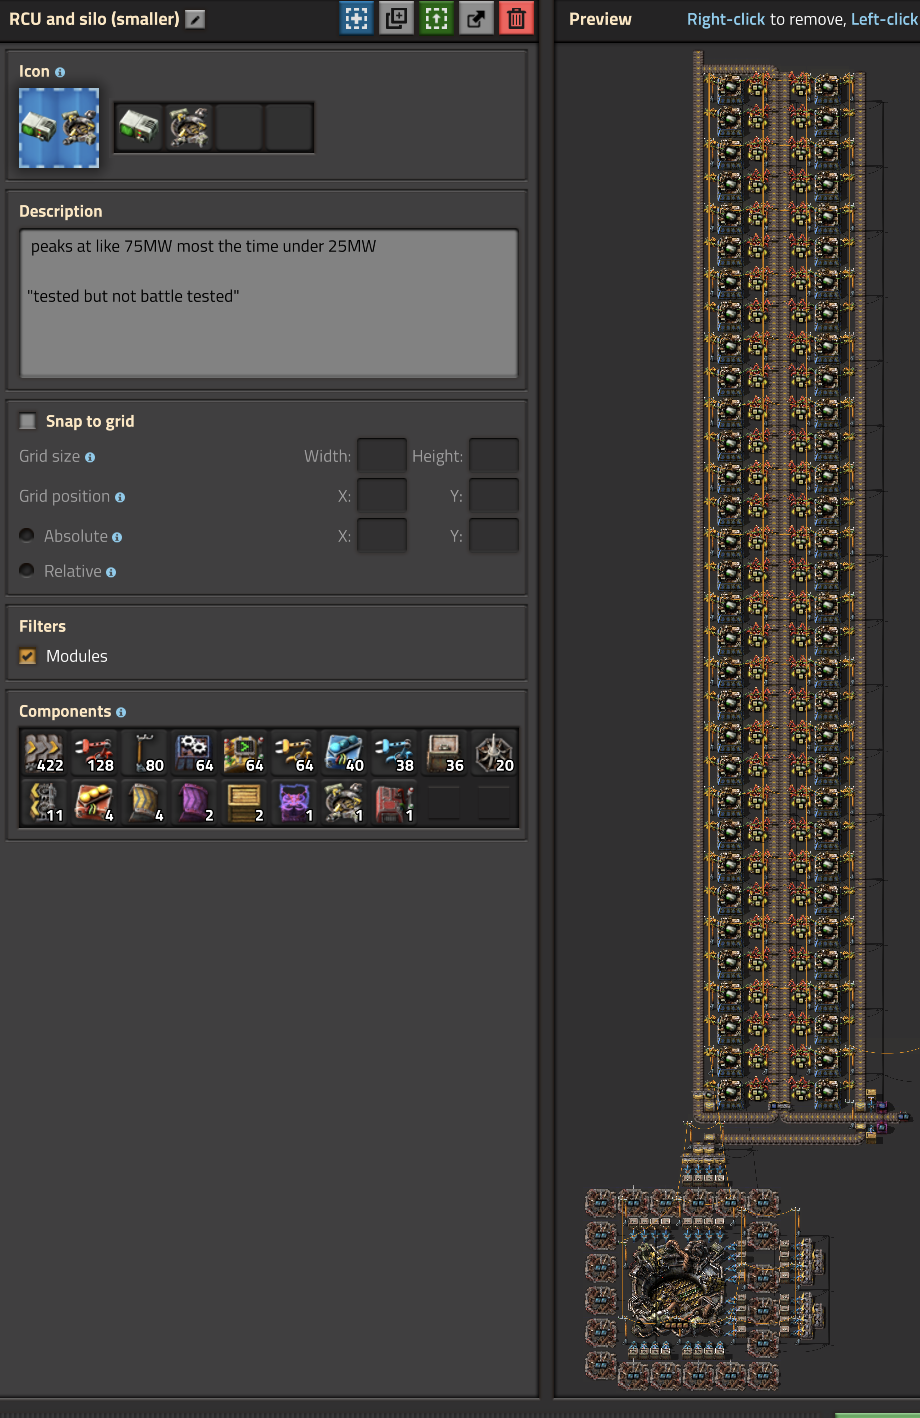 RCU and silo (smaller)
Preview
Right-click to remove, Left-click
Icon
Description
peaks at like 75MW most the time under 25MW
"tested but not battle tested"
Snap to grid
Grid size
Width:
Height:
Grid position
X:
Y:
Absolute
X:
Y:
Relative
Filters
Modules
Components
422 128 80 64 64 64 40 38 36 20
11 4 4 2 2 1 1 1